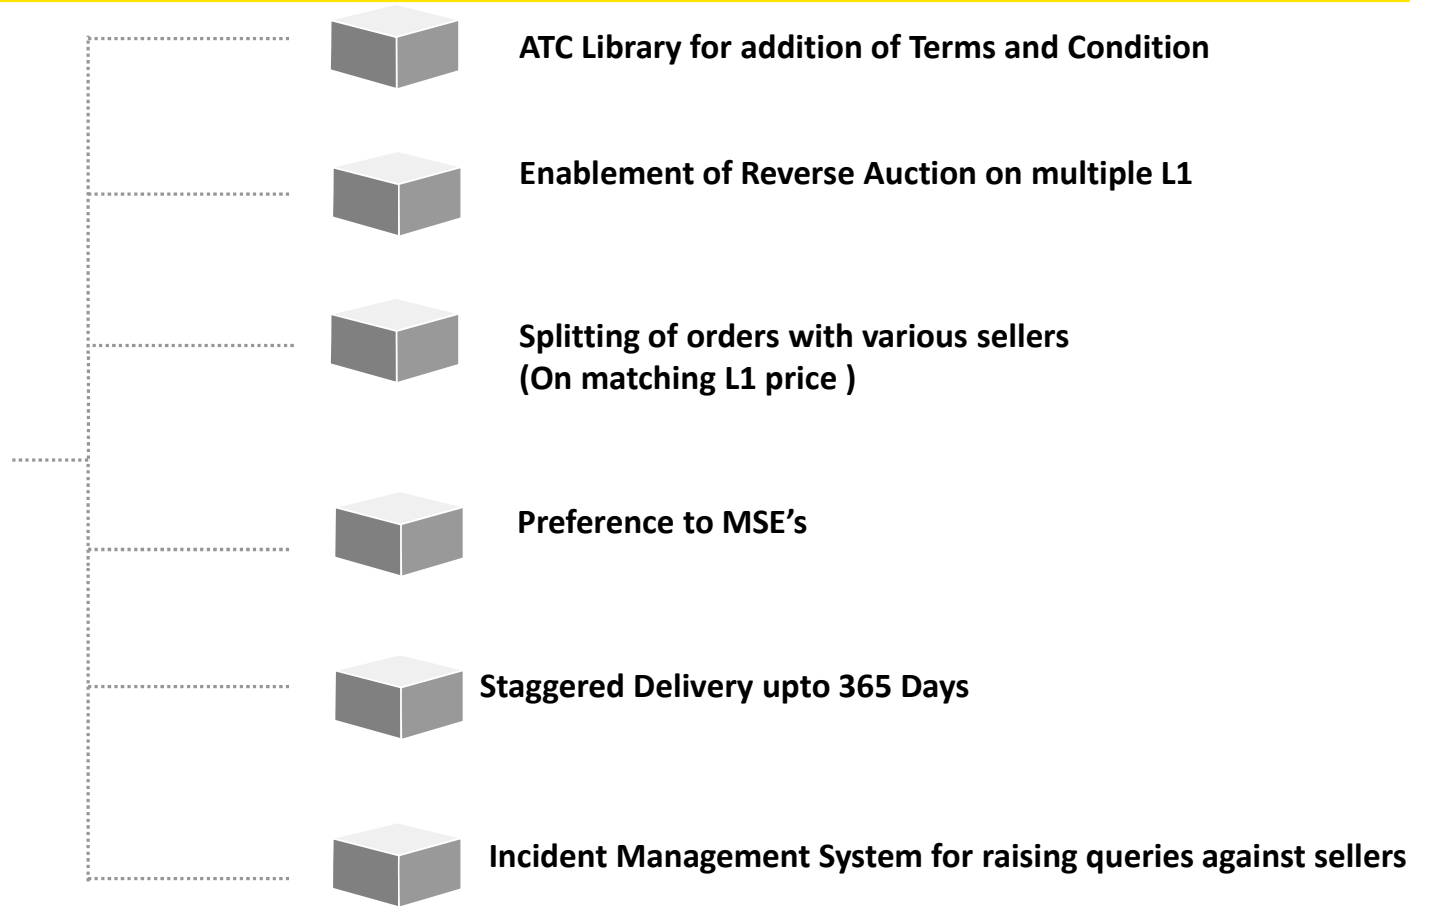 ATC Library for addition of Terms and Condition
Enablement of Reverse Auction on multiple L1
Splitting of orders with various sellers
(On matching L1 price )
Preference to MSE’s
Staggered Delivery upto 365 Days
Incident Management System for raising queries against sellers